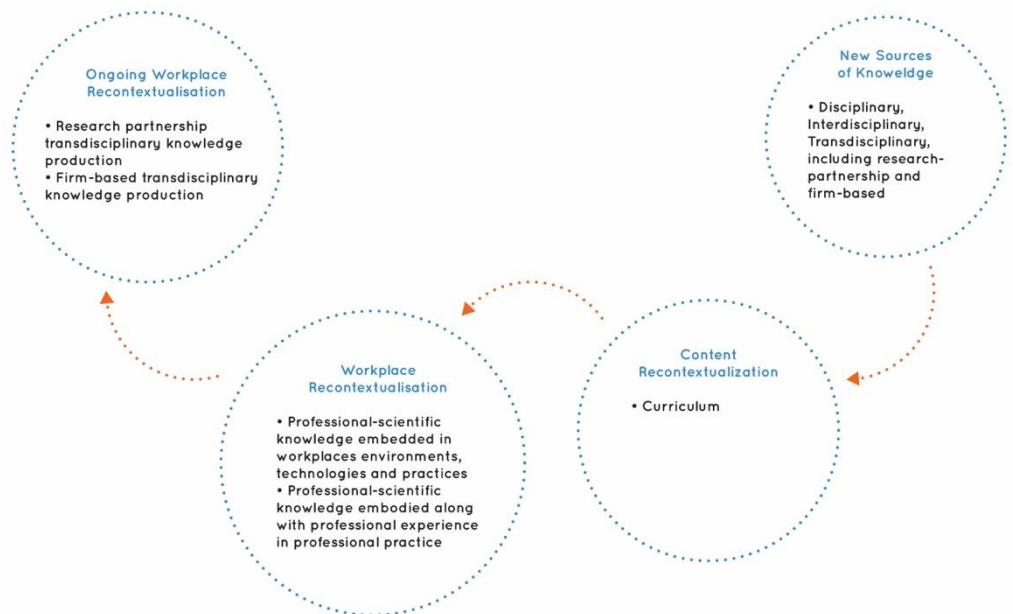 Ongoing Workplace
Recontextualisation
• Research partnership
transdisciplinary knowledge
production
• Firm-based transdisciplinary
knowledge production
New Sources
of Knoweldge
• Disciplinary,
Interdisciplinary,
Transdisciplinary,
including research-
partnership and
firm-based
Workplace
Recontextualisation
• Professional-scientific
knowledge embedded in
workplaces environments,
technologies and practices
• Professional-scientific
knowledge embodied along
with professional experience
in professional practice
Content
Recontextualization
• Curriculum